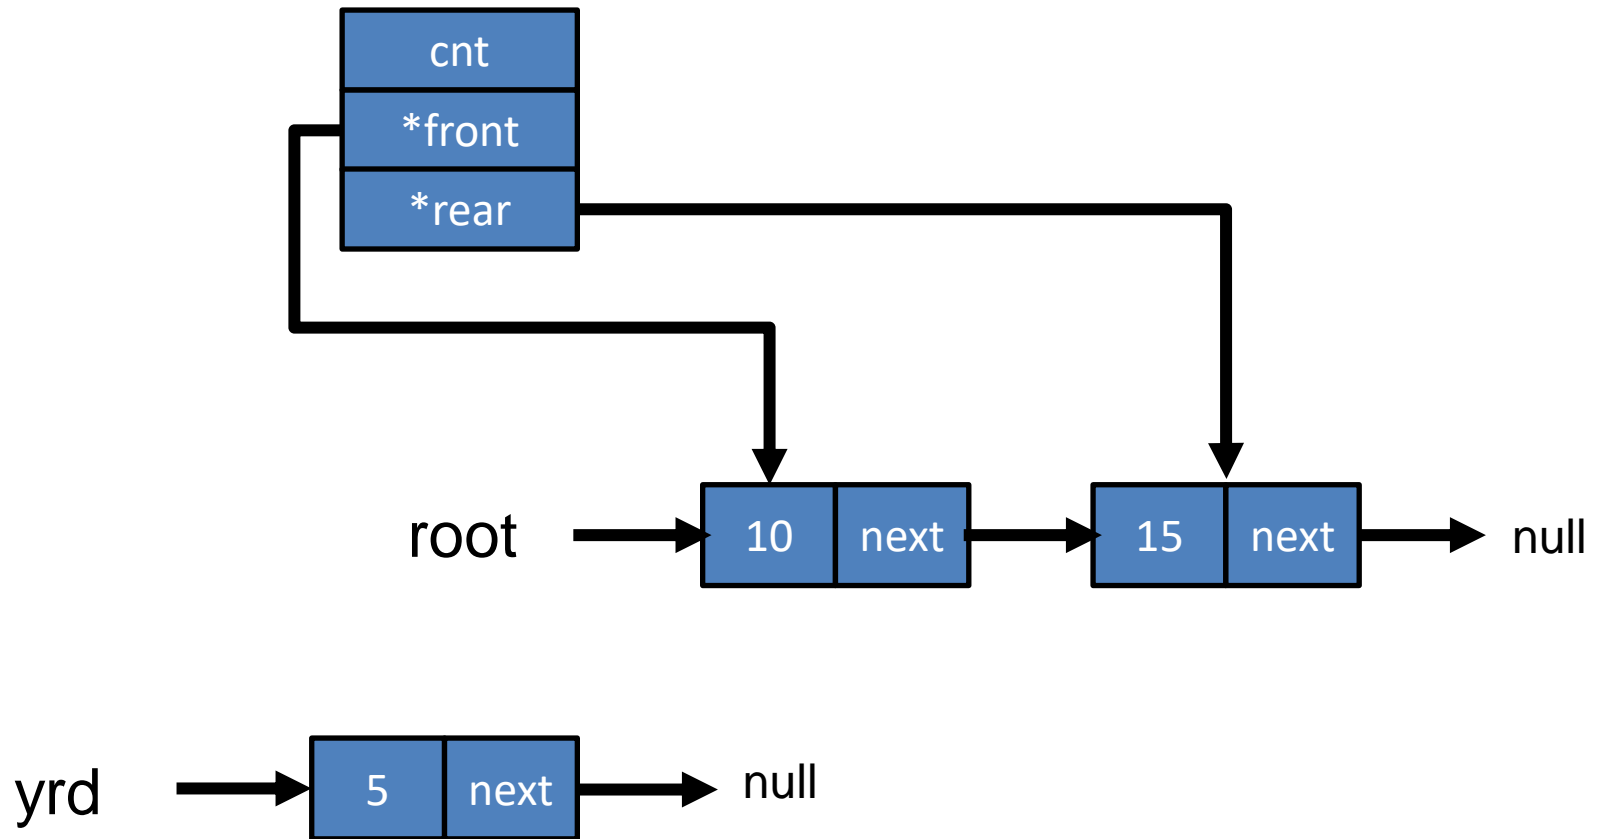 cnt
*front
*rear
root 10 next 15 next null
yrd 5 next null